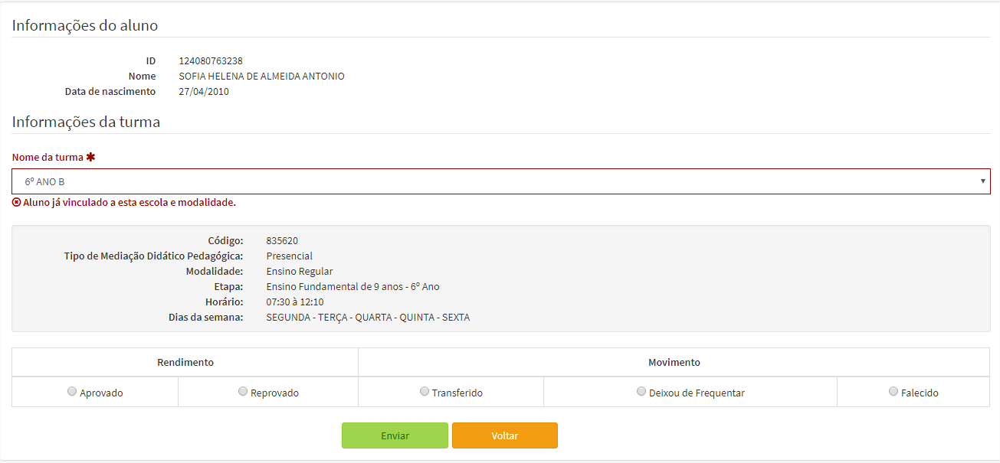 Informações do aluno
ID 124080763238
Nome SOFIA HELENA DE ALMEIDA ANTONIO
Data de nascimento 27/04/2010
Informações da turma
Nome da turma ✱
6º ANO B
Aluno já vinculado a esta escola e modalidade.
Código: 835620
Tipo de Mediação Didático Pedagógica: Presencial
Modalidade: Ensino Regular
Etapa: Ensino Fundamental de 9 anos - 6º Ano
Horário: 07:30 à 12:10
Dias da semana: SEGUNDA - TERÇA - QUARTA - QUINTA - SEXTA
Rendimento Movimento
Aprovado Reprovado Transferido Deixou de Frequentar Falecido
Enviar Voltar